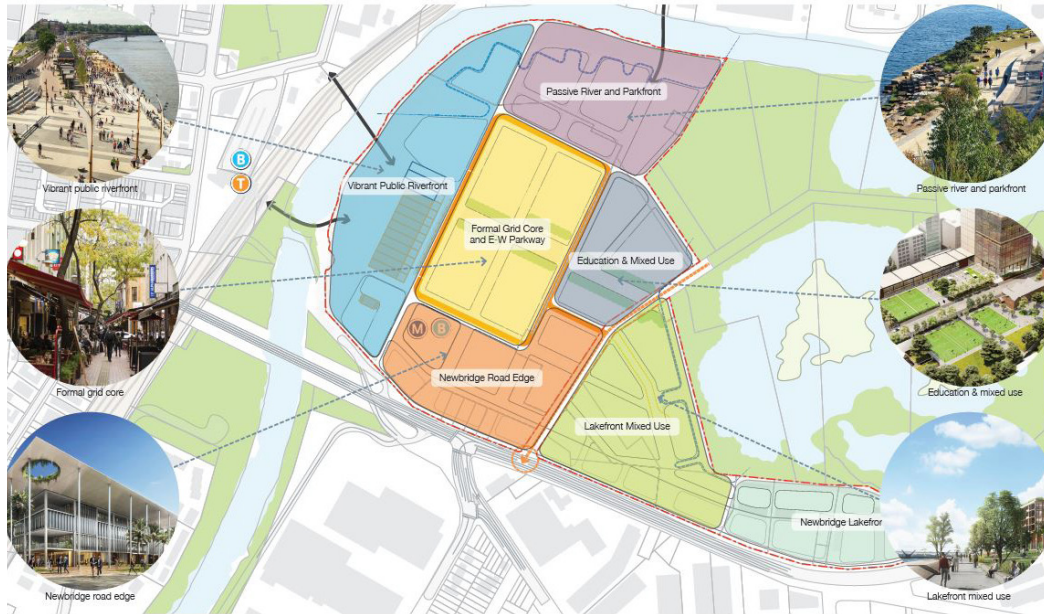 Vibrant public riverfront
Formal grid core
Newbridge road edge
B
T
Vibrant Public Riverfront
Passive River and Parkfront
Formal Grid Core
and E-W Parkway
Education & Mixed Use
M
B
Newbridge Road Edge
Lakefront Mixed Use
Newbridge Lakefron
Passive river and parkfront
Education & mixed use
Lakefront mixed use